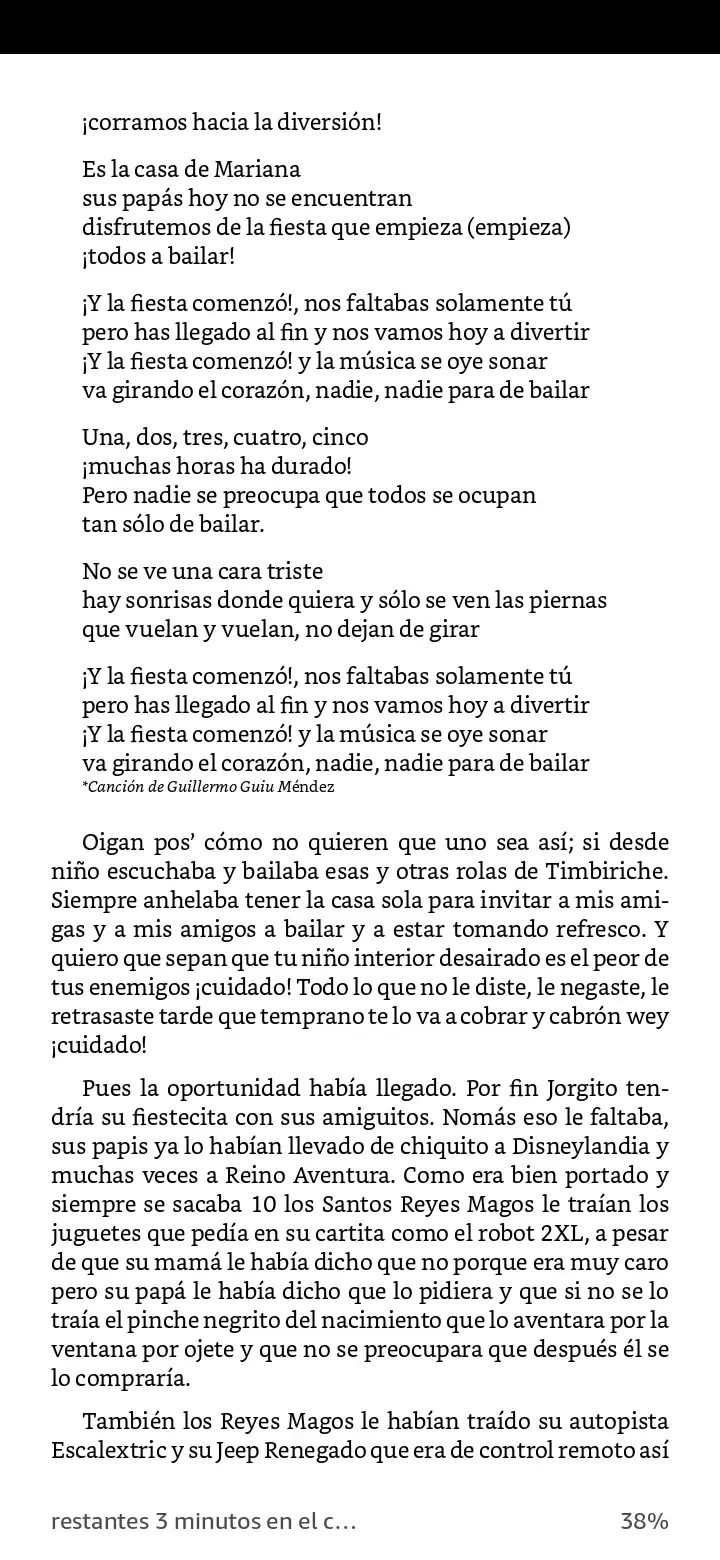 ¡corramos hacia la diversión!
Es la casa de Mariana
sus papás hoy no se encuentran
disfrutemos de la fiesta que empieza (empieza)
¡todos a bailar!
¡Y la fiesta comenzó!, nos faltabas solamente tú
pero has llegado al fin y nos vamos hoy a divertir
¡Y la fiesta comenzó! y la música se oye sonar
va girando el corazón, nadie, nadie para de bailar
Una, dos, tres, cuatro, cinco
¡muchas horas ha durado!
Pero nadie se preocupa que todos se ocupan
tan sólo de bailar.
No se ve una cara triste
hay sonrisas donde quiera y sólo se ven las piernas
que vuelan y vuelan, no dejan de girar
¡Y la fiesta comenzó!, nos faltabas solamente tú
pero has llegado al fin y nos vamos hoy a divertir
¡Y la fiesta comenzó! y la música se oye sonar
va girando el corazón, nadie, nadie para de bailar
*Canción de Guillermo Guiu Méndez
Oigan pos’ cómo no quieren que uno sea así; si desde
niño escuchaba y bailaba esas y otras rolas de Timbiriche.
Siempre anhelaba tener la casa sola para invitar a mis ami-
gas y a mis amigos a bailar y a estar tomando refresco. Y
quiero que sepan que tu niño interior desairado es el peor de
tus enemigos ¡cuidado! Todo lo que no le diste, le negaste, le
retrasaste tarde que temprano te lo va a cobrar y cabrón wey
¡cuidado!
Pues la oportunidad había llegado. Por fin Jorgito ten-
dría su fiestecita con sus amiguitos. Nomás eso le faltaba,
sus papis ya lo habían llevado de chiquito a Disneylandia y
muchas veces a Reino Aventura. Como era bien portado y
siempre se sacaba 10 los Santos Reyes Magos le traían los
juguetes que pedía en su cartita como el robot 2XL, a pesar
de que su mamá le había dicho que no porque era muy caro
pero su papá le había dicho que lo pidiera y que si no se lo
traía el pinche negrito del nacimiento que lo aventara por la
ventana por ojete y que no se preocupara que después él se
lo compraría.
También los Reyes Magos le habían traído su autopista
Escalextric y su Jeep Renegado que era de control remoto así
restantes 3 minutos en el c…
38%